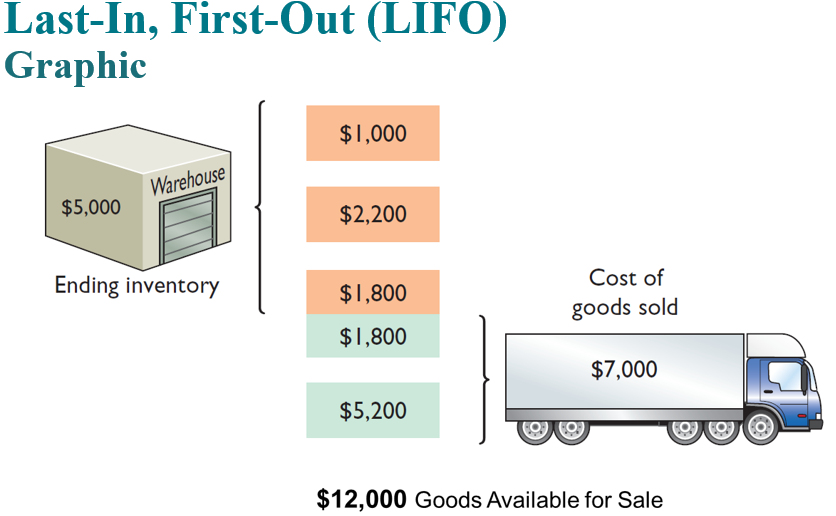 Last-In, First-Out (LIFO)
Graphic
$1,000
Warehouse
$5,000
$2,200
Ending inventory
$1,800
Cost of
goods sold
$1,800
$7,000
$5,200
$12,000 Goods Available for Sale